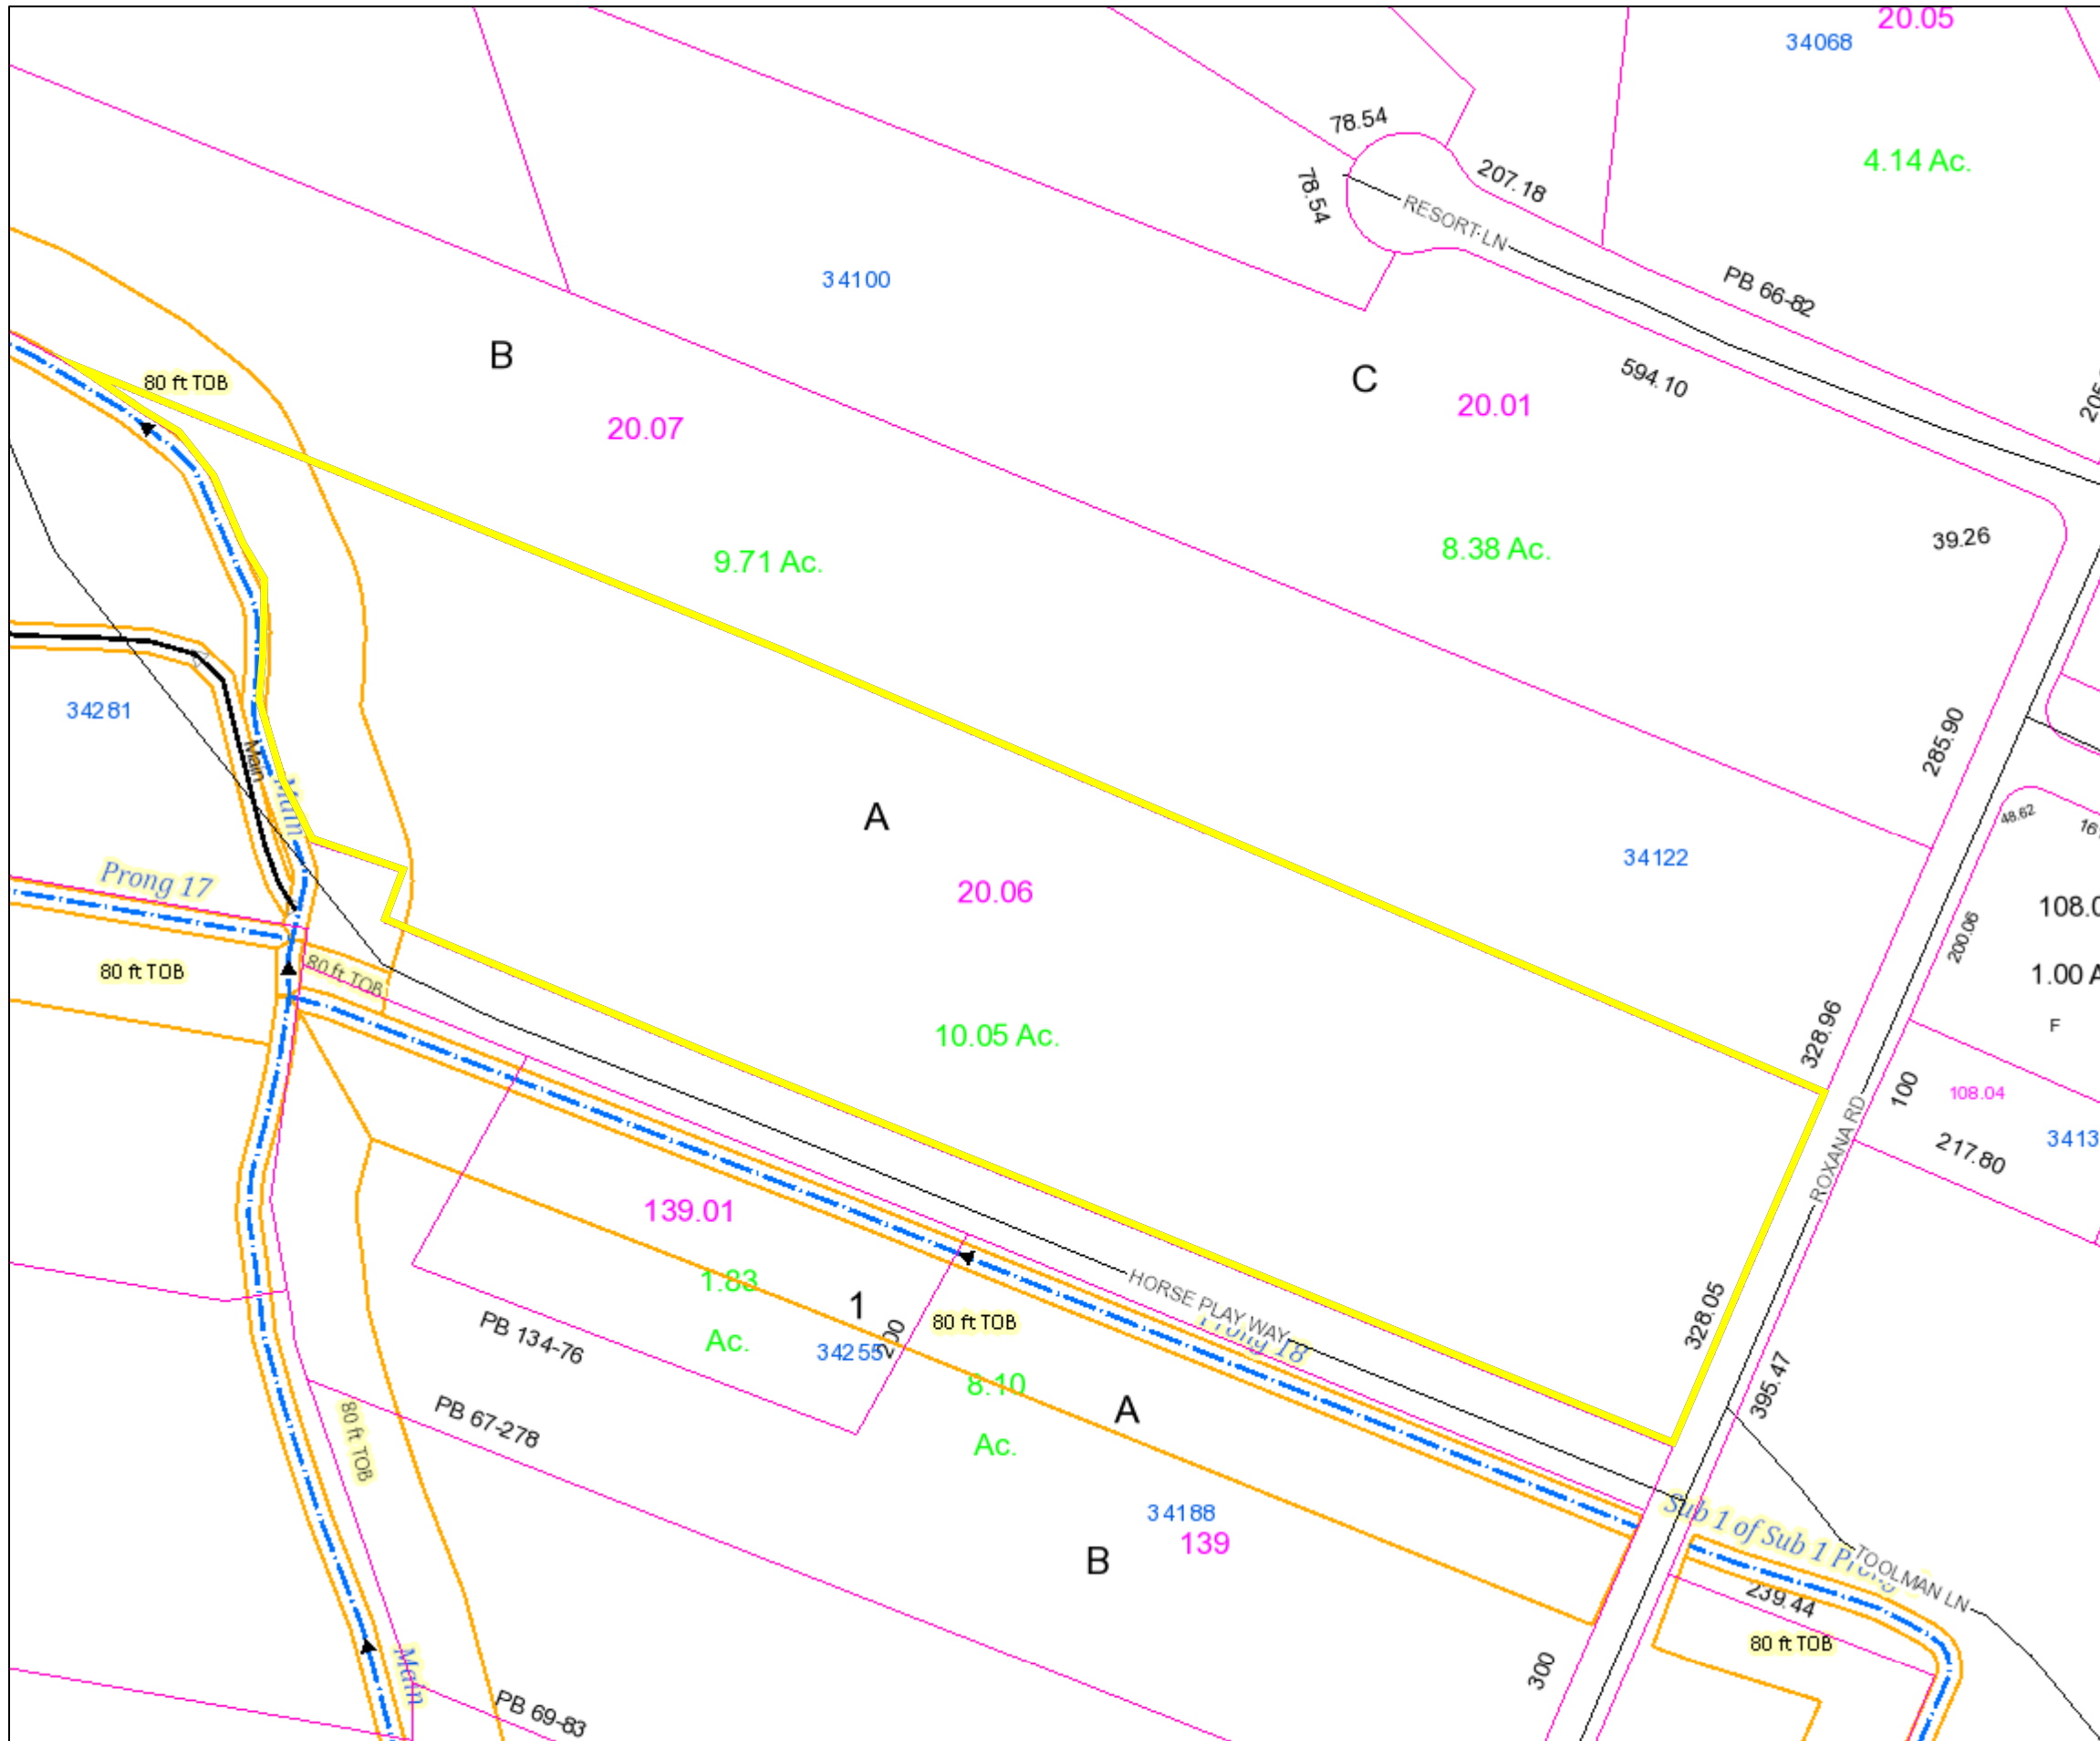 20.05
34068
78.54
4.14 Ac.
78.54
207.18
RESORT LN
34100
PB 66-82
B
80 ft TOB
C
594.10
20.01
20.07
39.26
8.38 Ac.
9.71 Ac.
34281
285.90
Main
Main
48.62
A
34122
Prong 17
20.06
108.0
200.06
80 ft TOB
80 ft TOB
1.00 A
10.05 Ac.
328.96
F
100
108.04
ROXANA RD
3413
217.80
139.01
1.83
Ac.
1
HORSE PLAY WAY
328.05
PB 134-76
80 ft TOB
200
34255
Prong 18
8.10
Ac.
395.47
PB 67-278
A
80 ft TOB
34188
139
B
Sub 1 of Sub 1 Prong
TOOLMAN LN
239.44
80 ft TOB
300
Main
PB 69-83